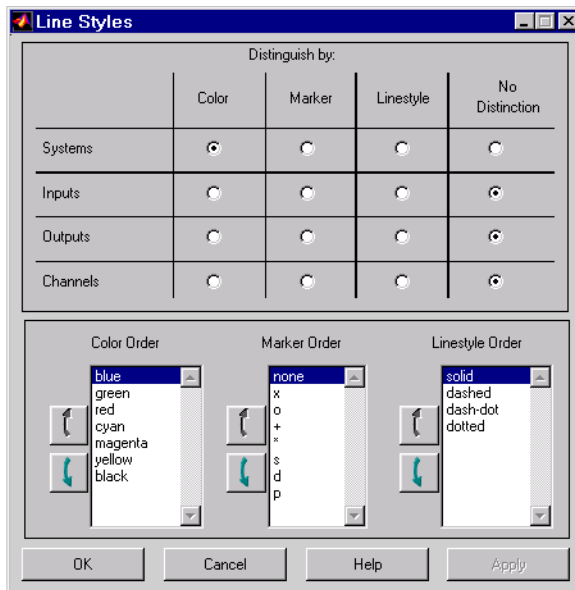 Line Styles
Distinguish by:
Color Marker Linestyle No Distinction
Systems
Inputs
Outputs
Channels
Color Order
blue
green
red
cyan
magenta
yellow
black
Marker Order
none
x
o
+
*
s
d
p
Linestyle Order
solid
dashed
dash-dot
dotted
OK Cancel Help Apply